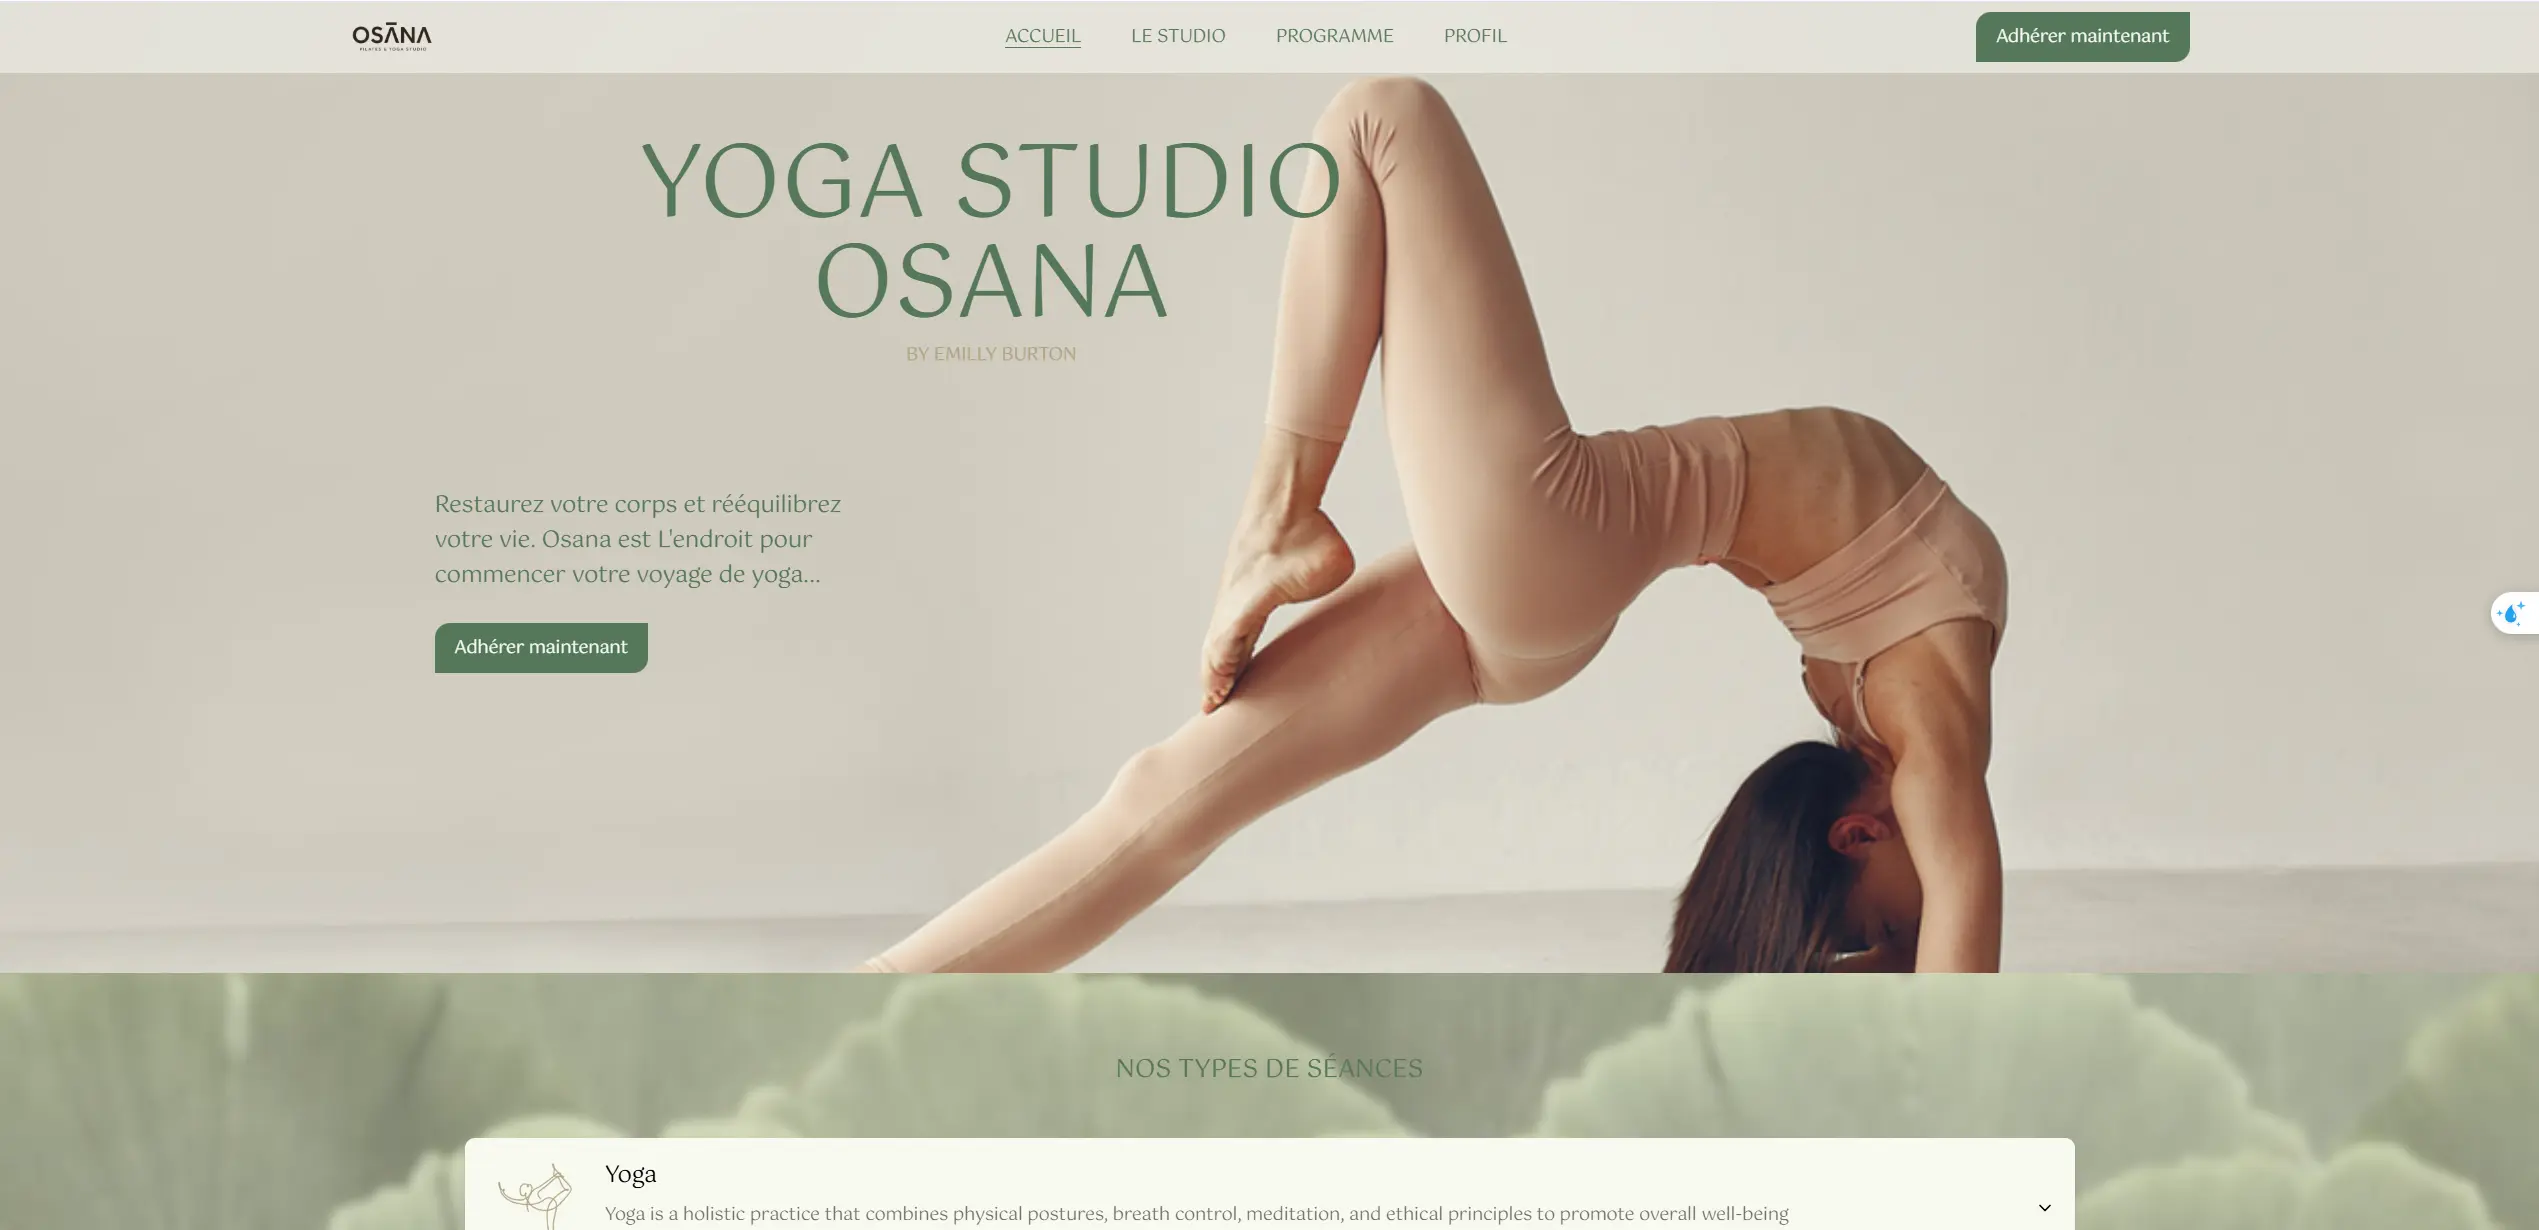 OSĀNA
PILATES & YOGA STUDIO
ACCUEIL
LE STUDIO
PROGRAMME
PROFIL
Adhérer maintenant
YOGA STUDIO
OSANA
BY EMILLY BURTON
Restaurez votre corps et rééquilibrez
votre vie. Osana est L'endroit pour
commencer votre voyage de yoga...
Adhérer maintenant
NOS TYPES DE SÉANCES
Yoga
Yoga is a holistic practice that combines physical postures, breath control, meditation, and ethical principles to promote overall well-being